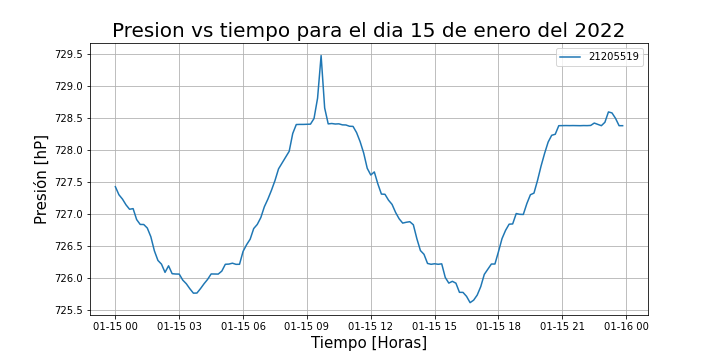 Presion vs tiempo para el dia 15 de enero del 2022
21205519
729.5
729.0
728.5
728.0
727.5
727.0
726.5
726.0
725.5
Presión [hP]
01-15 00 01-15 03 01-15 06 01-15 09 01-15 12 01-15 15 01-15 18 01-15 21 01-16 00
Tiempo [Horas]